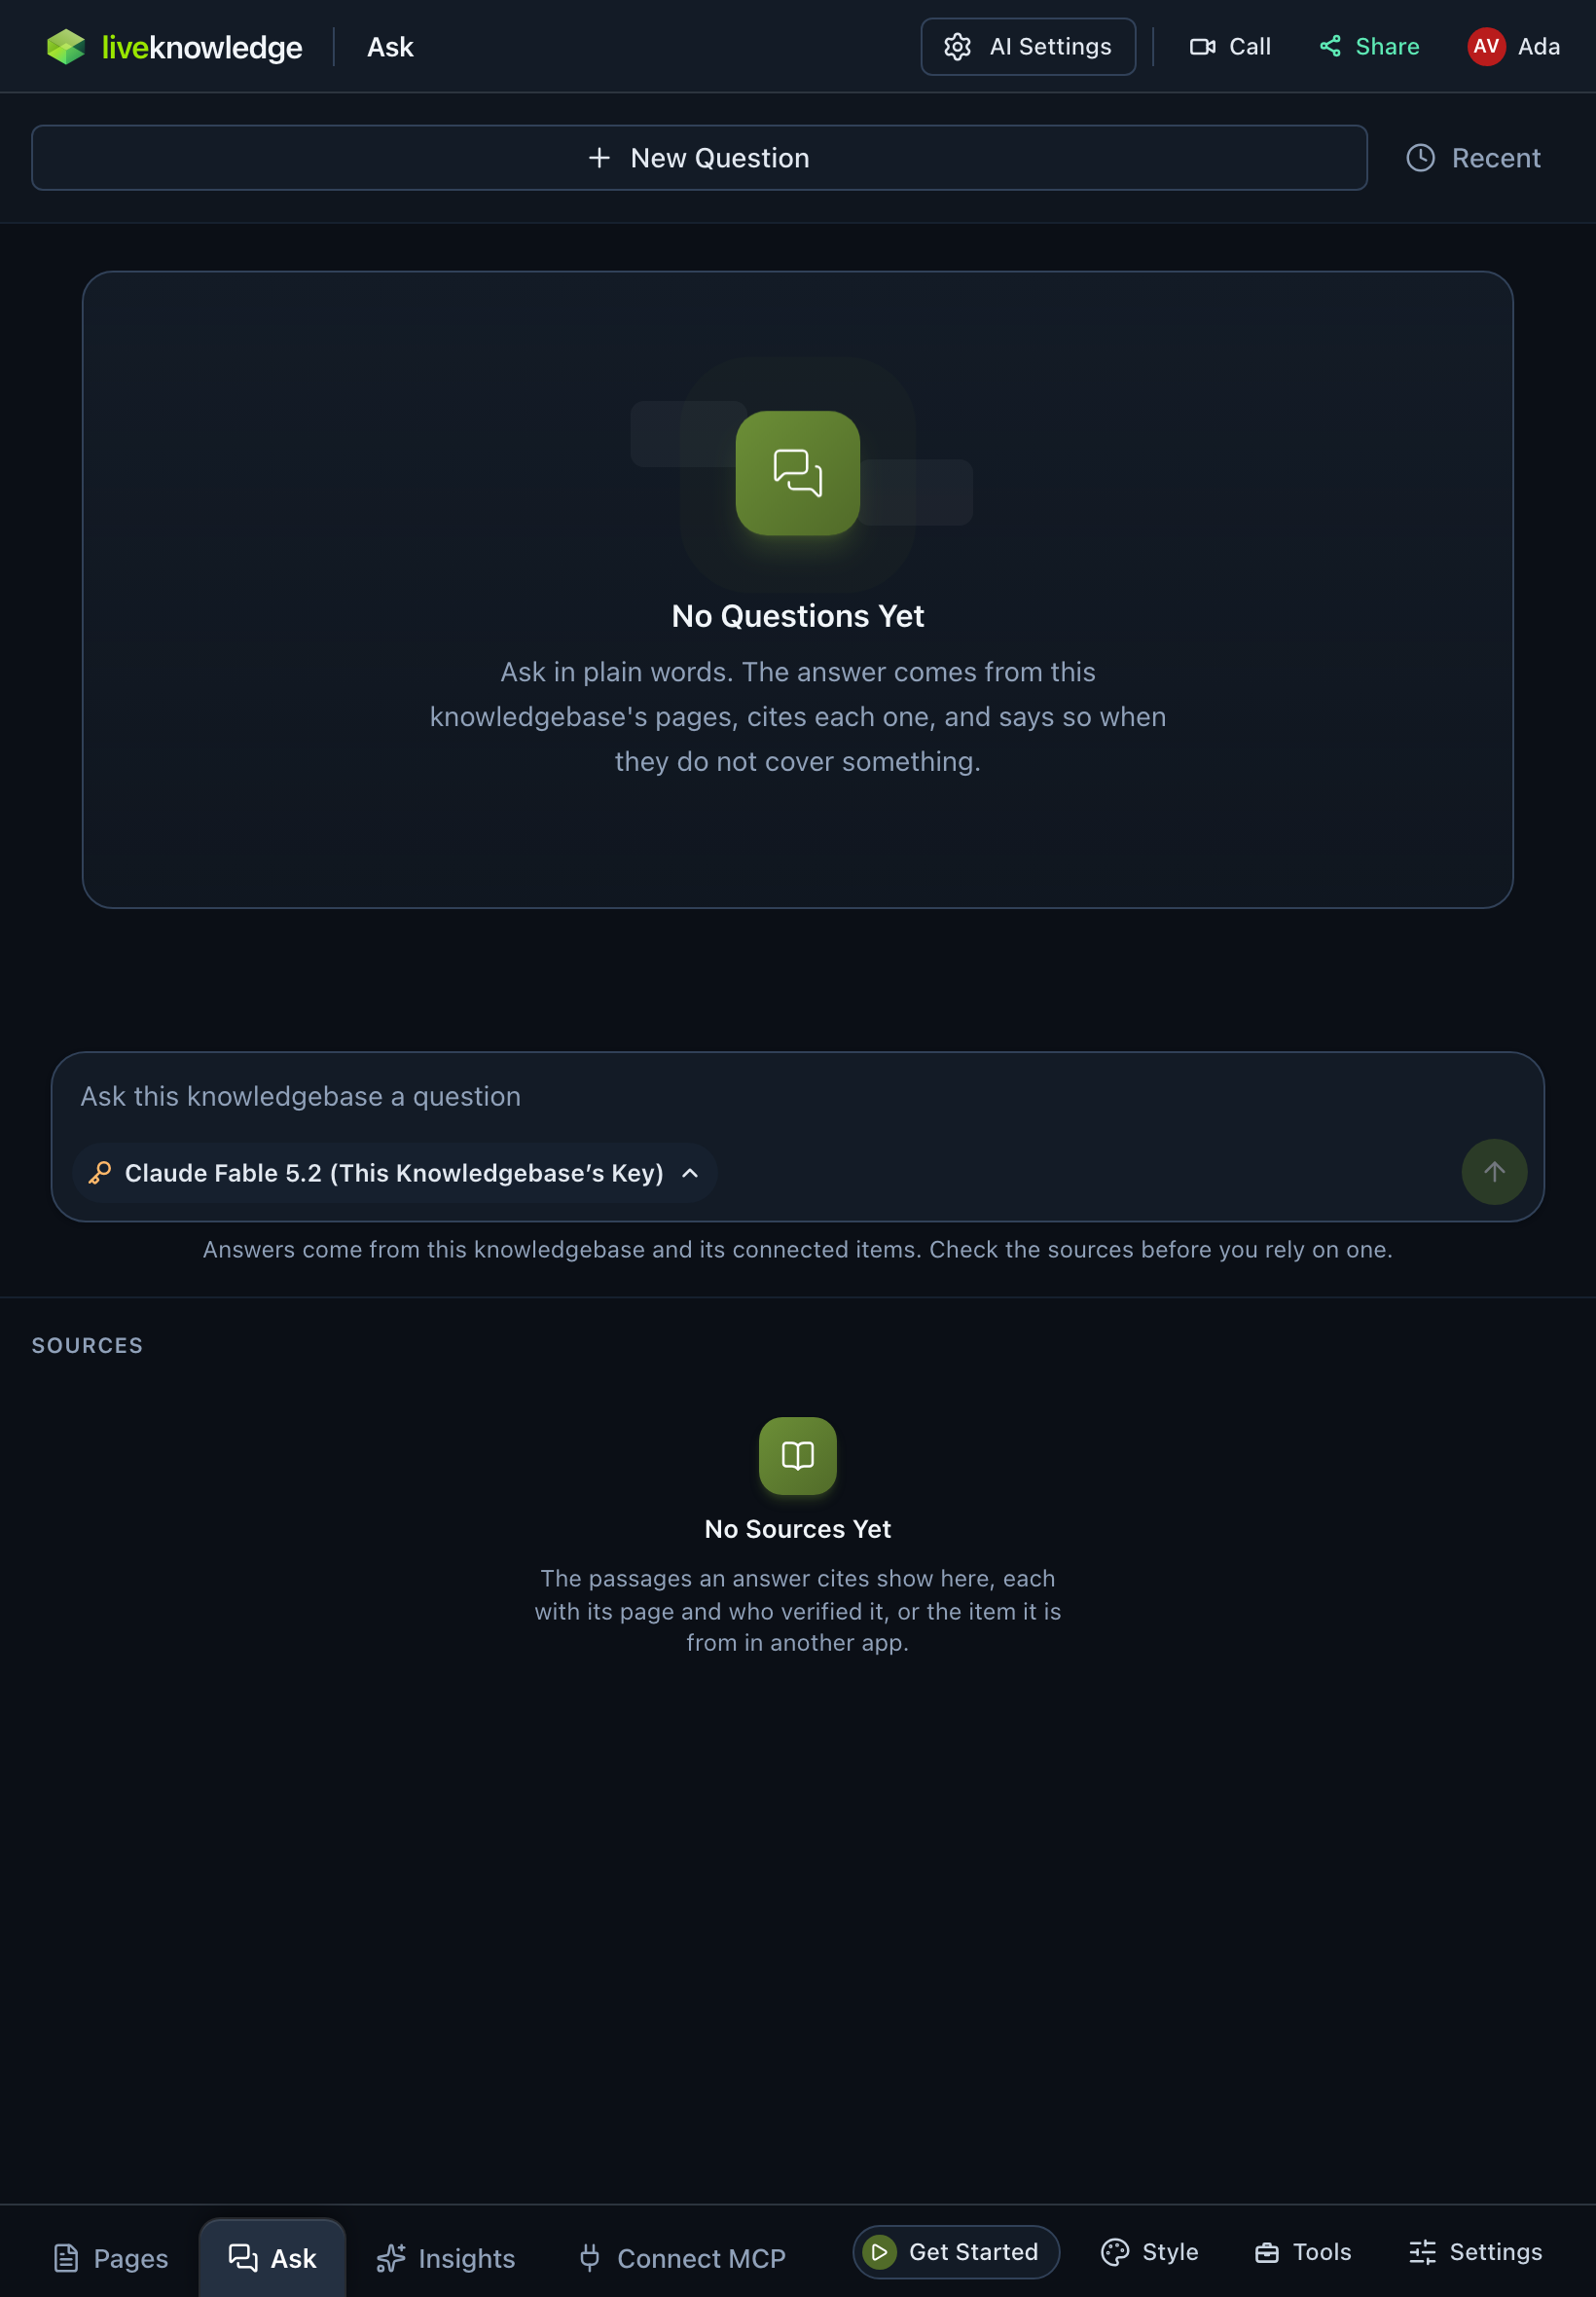 liveknowledge
Ask
AI Settings
Call
Share
AV
Ada
New Question
Recent
No Questions Yet
Ask in plain words. The answer comes from this
knowledgebase's pages, cites each one, and says so when
they do not cover something.
Ask this knowledgebase a question
Claude Fable 5.2 (This Knowledgebase’s Key)
Answers come from this knowledgebase and its connected items. Check the sources before you rely on one.
SOURCES
No Sources Yet
The passages an answer cites show here, each
with its page and who verified it, or the item it is
from in another app.
Pages
Ask
Insights
Connect MCP
Get Started
Style
Tools
Settings